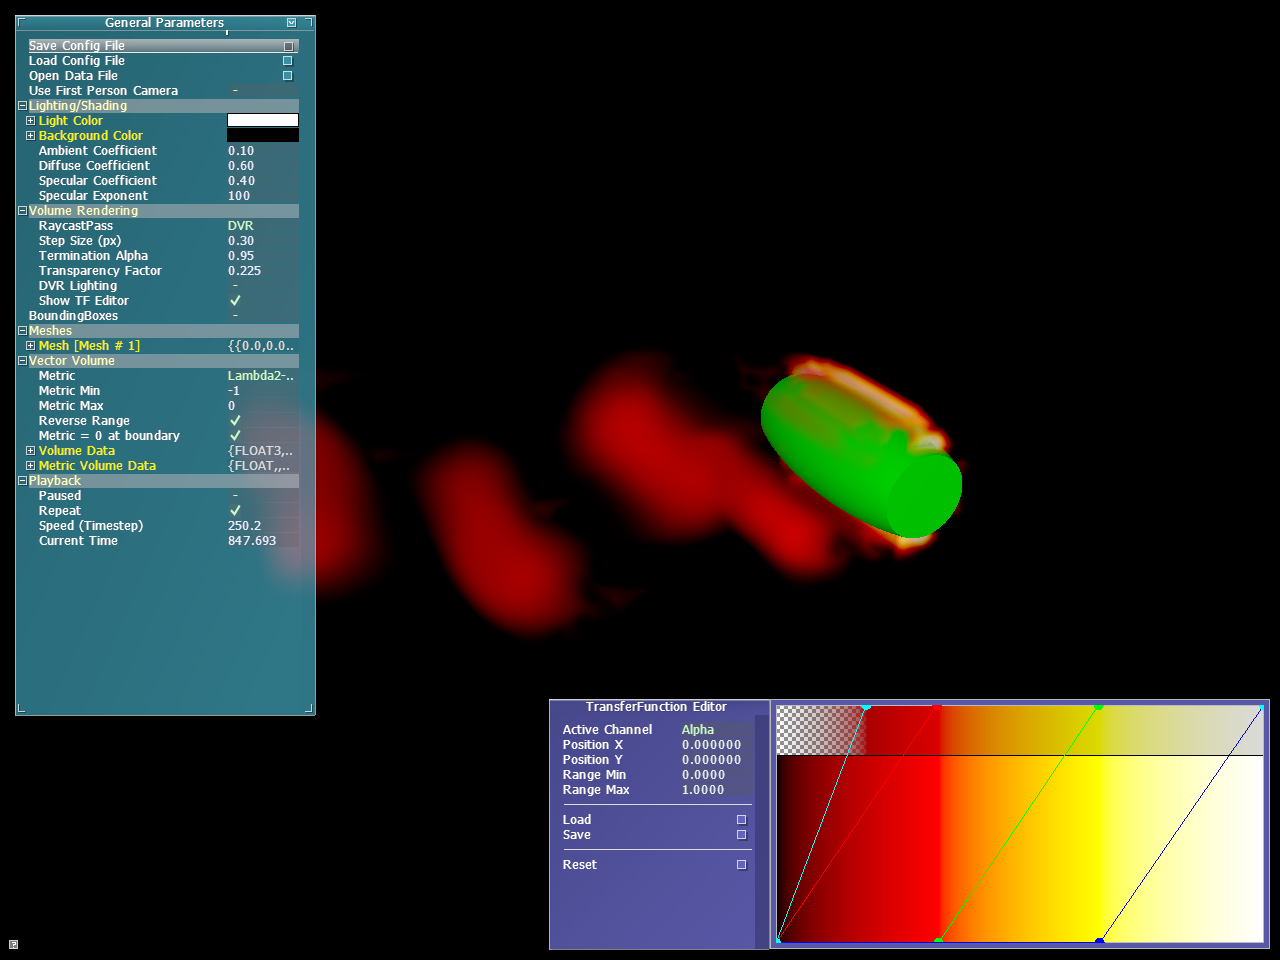 General Parameters
Save Config File
Load Config File
Open Data File
Use First Person Camera -
Lighting/Shading
Light Color
Background Color
Ambient Coefficient 0.10
Diffuse Coefficient 0.60
Specular Coefficient 0.40
Specular Exponent 100
Volume Rendering
RaycastPass DVR
Step Size (px) 0.30
Termination Alpha 0.95
Transparency Factor 0.225
DVR Lighting -
Show TF Editor ✓
BoundingBoxes -
Meshes
Mesh [Mesh # 1] {{0.0,0.0..
Vector Volume
Metric Lambda2-..
Metric Min -1
Metric Max 0
Reverse Range ✓
Metric = 0 at boundary ✓
Volume Data {FLOAT3,..
Metric Volume Data {FLOAT,,..
Playback
Paused -
Repeat ✓
Speed (Timestep) 250.2
Current Time 847.693
TransferFunction Editor
Active Channel Alpha
Position X 0.000000
Position Y 0.000000
Range Min 0.0000
Range Max 1.0000
Load
Save
Reset
?